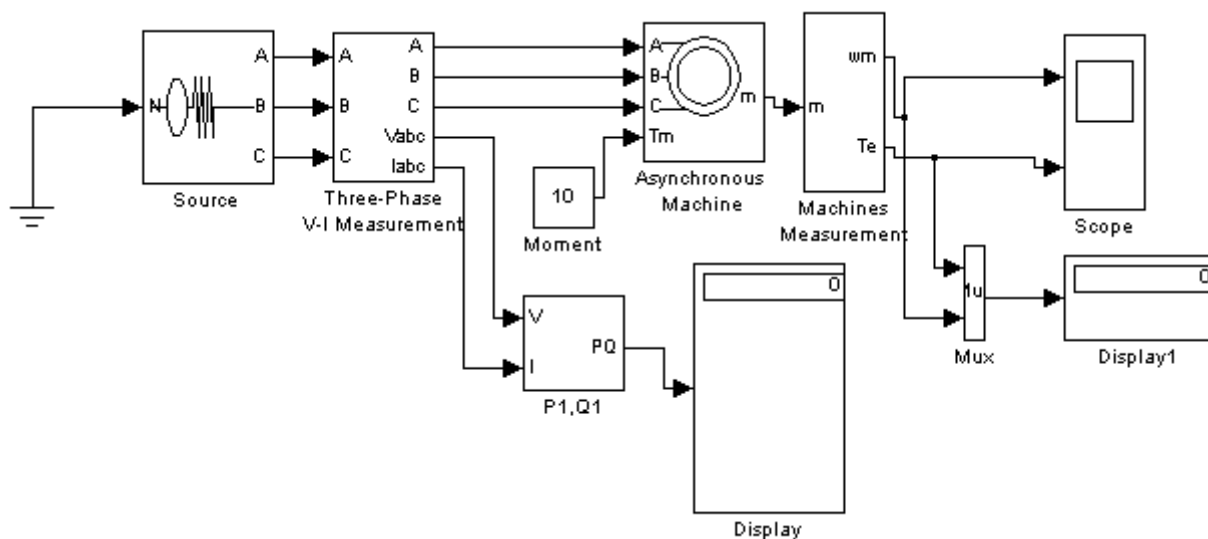 N
A
B
C
Source
A
B
C
A
B
C
Vabc
Iabc
Three-Phase
V-I Measurement
10
Moment
A
B
C
Tm
m
Asynchronous
Machine
m
wm
Te
Machines
Measurement
Scope
V
I
PQ
P1,Q1
0
Display
Mux
0
Display1